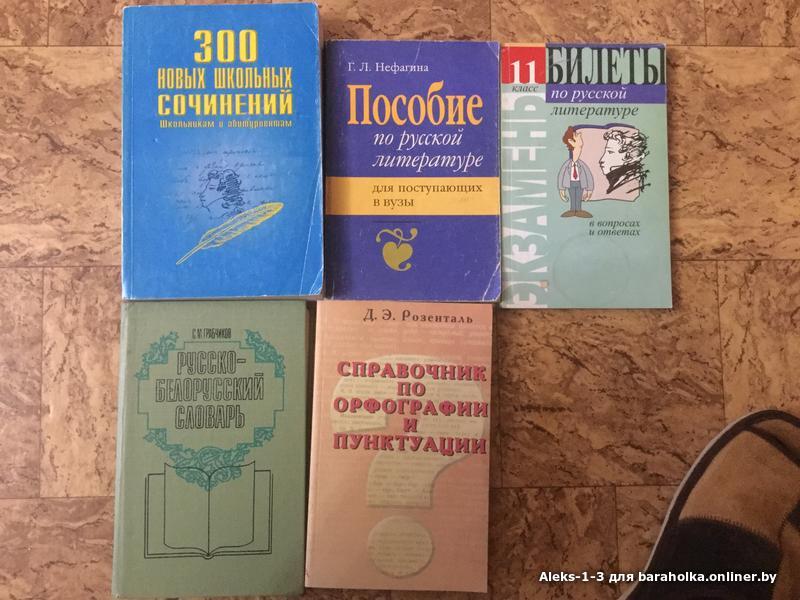 300
НОВЫХ ШКОЛЬНЫХ
СОЧИНЕНИЙ
Школьникам и абитуриентам
Г. Л. Нефагина
Пособие
по русской
литературе
для поступающих
в вузы
11
класс
БИЛЕТЫ
по русской
литературе
ЭКЗАМЕН
в вопросах
и ответах
С. М. ГРАБЧИКОВ
РУССКО-
БЕЛОРУССКИЙ
СЛОВАРЬ
Д. Э. Розенталь
СПРАВОЧНИК
ПО
ОРФОГРАФИИ
И
ПУНКТУАЦИИ
Aleks-1-3 для baraholka.onliner.by